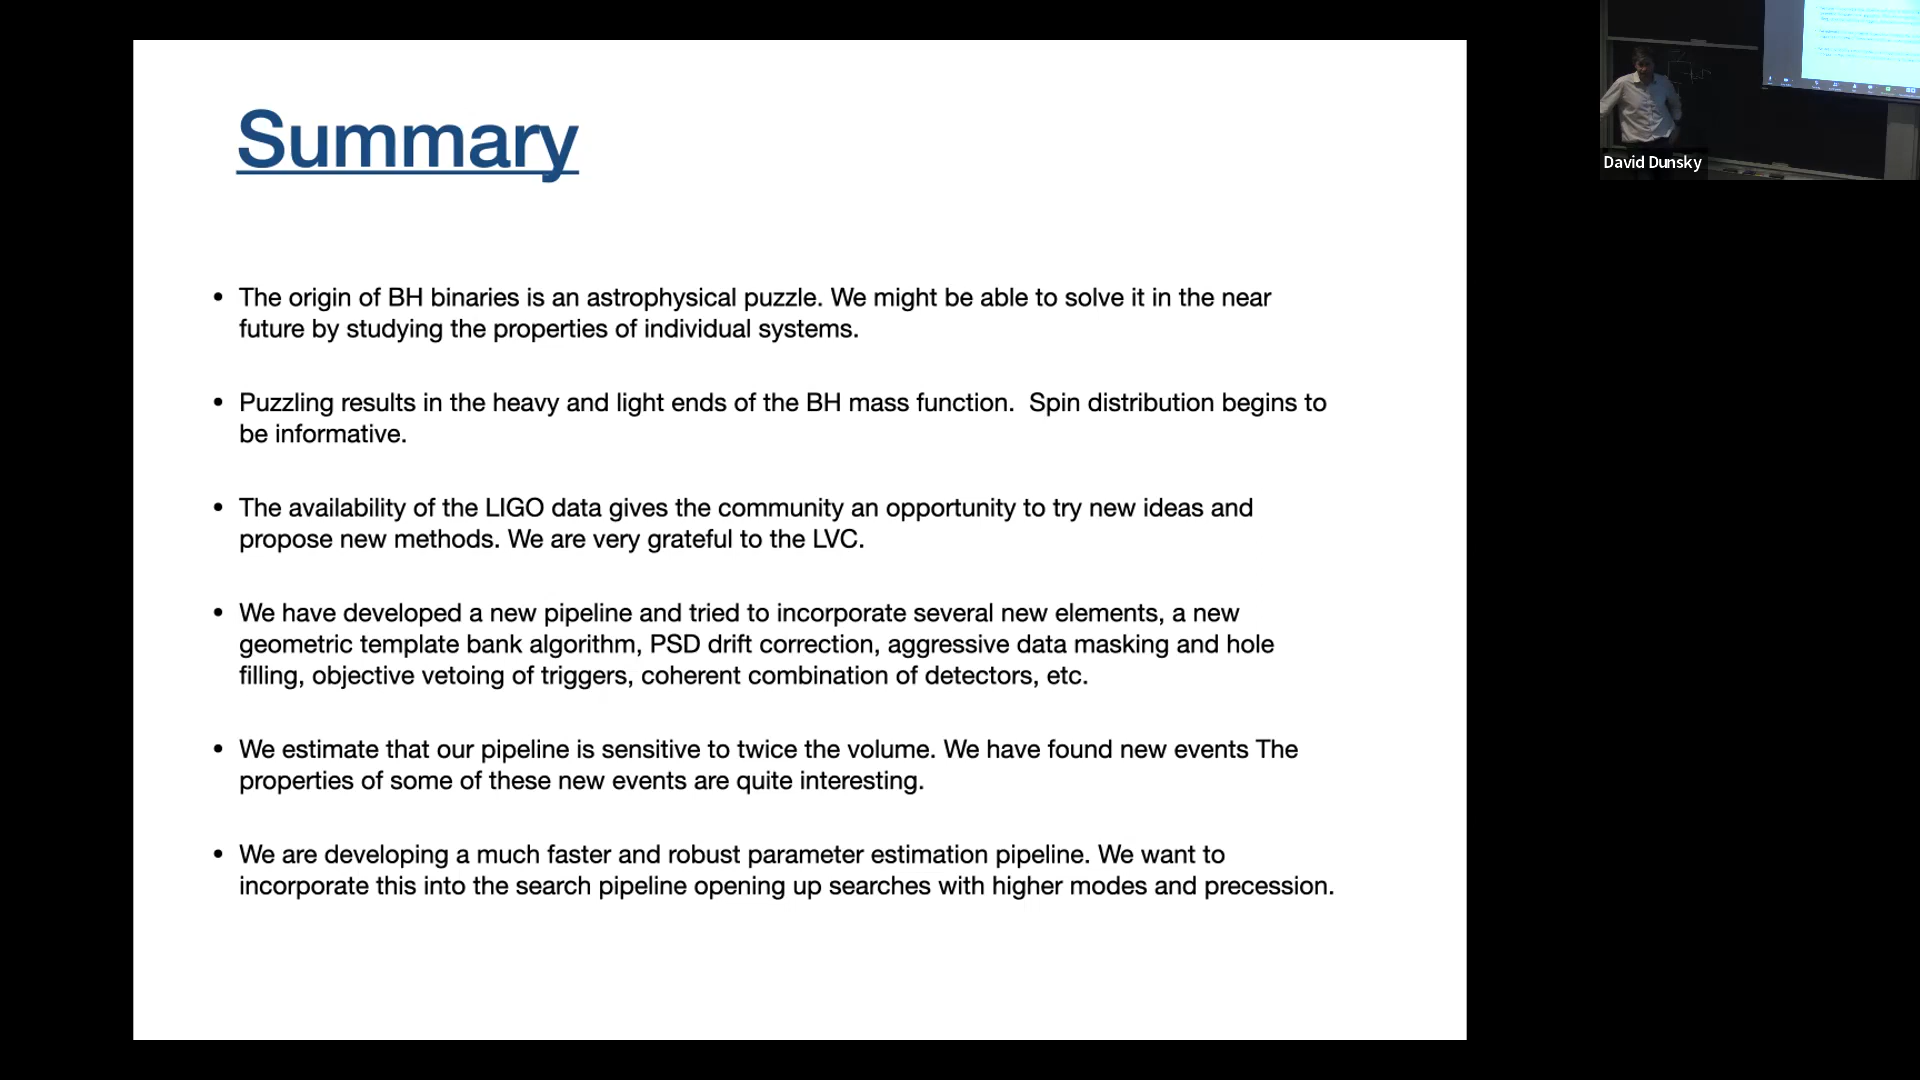 Summary
• The origin of BH binaries is an astrophysical puzzle. We might be able to solve it in the near
future by studying the properties of individual systems.
• Puzzling results in the heavy and light ends of the BH mass function.  Spin distribution begins to
be informative.
• The availability of the LIGO data gives the community an opportunity to try new ideas and
propose new methods. We are very grateful to the LVC.
• We have developed a new pipeline and tried to incorporate several new elements, a new
geometric template bank algorithm, PSD drift correction, aggressive data masking and hole
filling, objective vetoing of triggers, coherent combination of detectors, etc.
• We estimate that our pipeline is sensitive to twice the volume. We have found new events The
properties of some of these new events are quite interesting.
• We are developing a much faster and robust parameter estimation pipeline. We want to
incorporate this into the search pipeline opening up searches with higher modes and precession.
David Dunsky